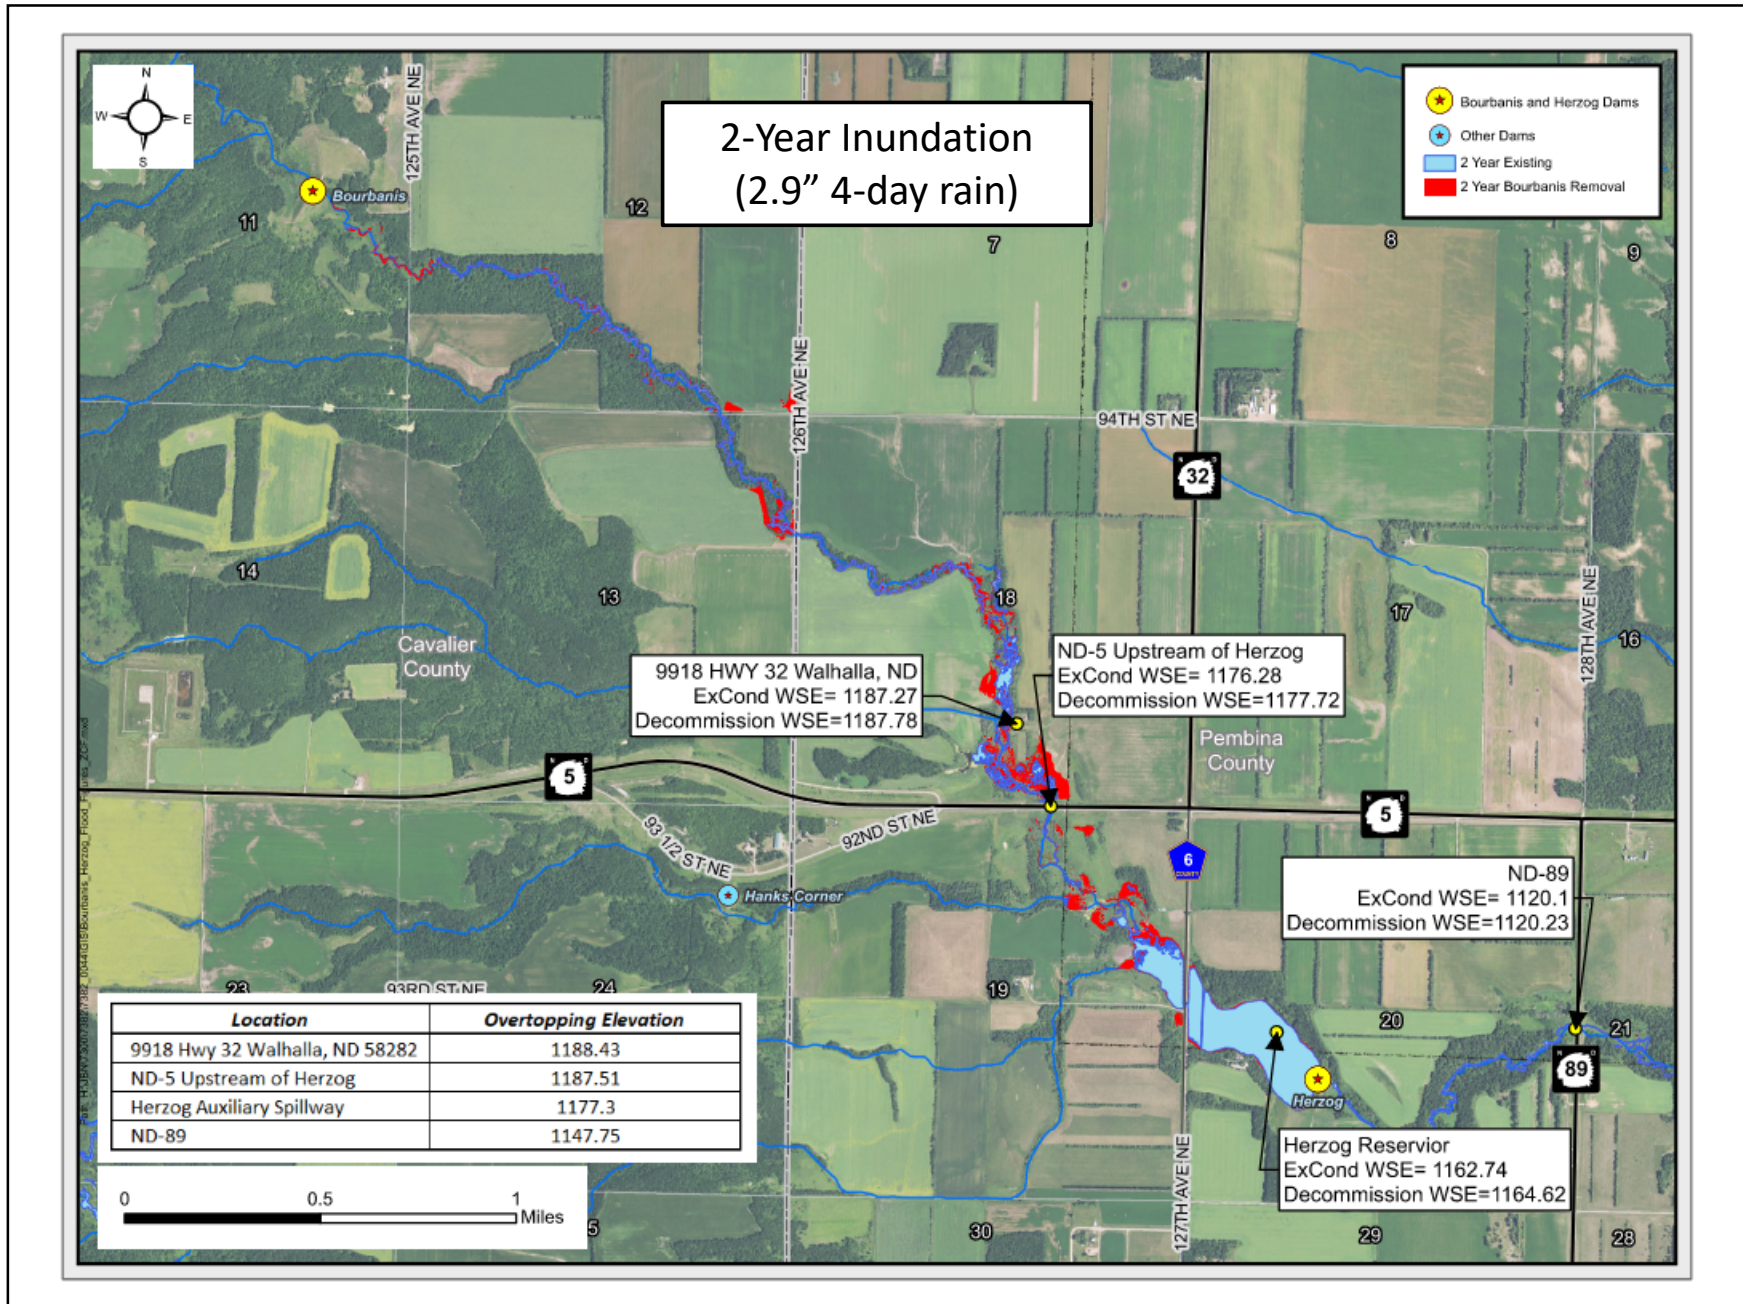 2-Year Inundation
(2.9” 4-day rain)
N
W E
S
Bourbanis and Herzog Dams
Other Dams
2 Year Existing
2 Year Bourbanis Removal
125TH AVE NE
Bourbanis
11
12
7
8
9
126TH AVE NE
94TH ST NE
N D
32
14
13
18
17
16
128TH AVE NE
Cavalier
County
9918 HWY 32 Walhalla, ND
ExCond WSE= 1187.27
Decommission WSE=1187.78
ND-5 Upstream of Herzog
ExCond WSE= 1176.28
Decommission WSE=1177.72
Pembina
County
N D
5
N D
5
93 1/2 ST NE
92ND ST NE
6
COUNTY
Hanks Corner
ND-89
ExCond WSE= 1120.1
Decommission WSE=1120.23
23
93RD ST NE
24
19
20
21
N D
89
Herzog
Location Overtopping Elevation
9918 Hwy 32 Walhalla, ND 58282 1188.43
ND-5 Upstream of Herzog 1187.51
Herzog Auxiliary Spillway 1177.3
ND-89 1147.75
Herzog Reservior
ExCond WSE= 1162.74
Decommission WSE=1164.62
127TH AVE NE
0 0.5 1
Miles
5
30
29
28